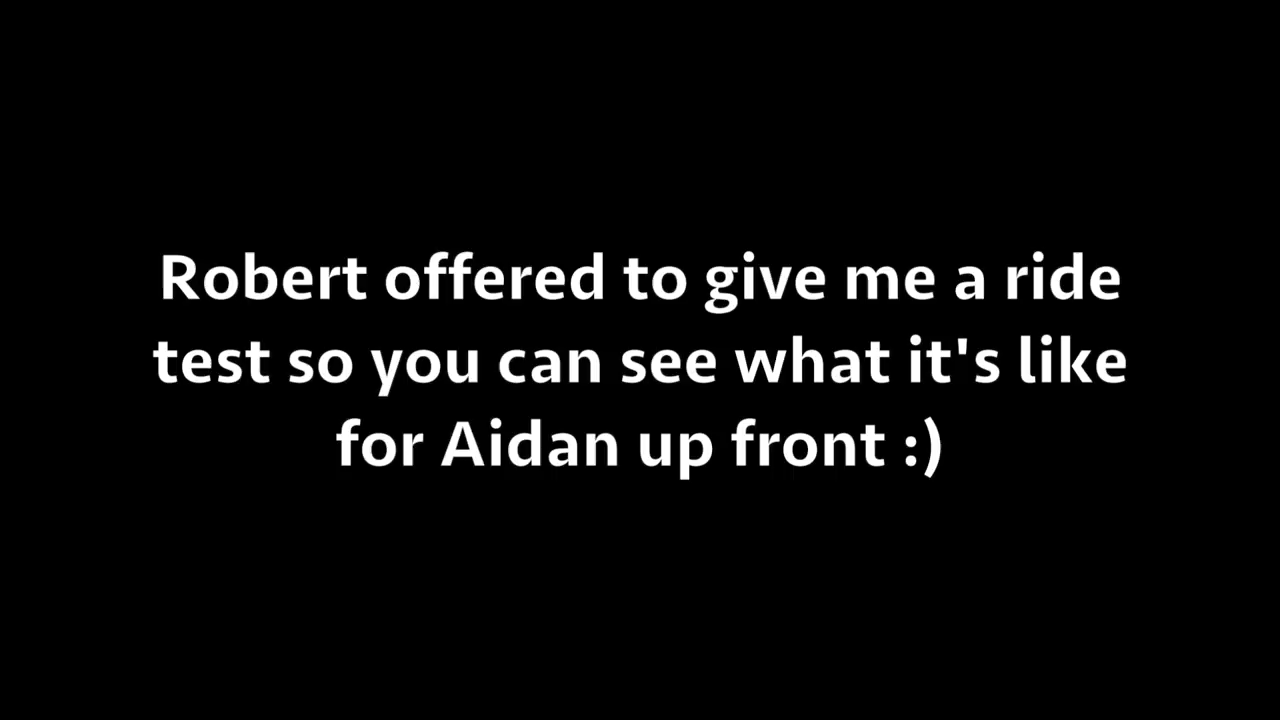 Robert offered to give me a ride
test so you can see what it's like
for Aidan up front :)